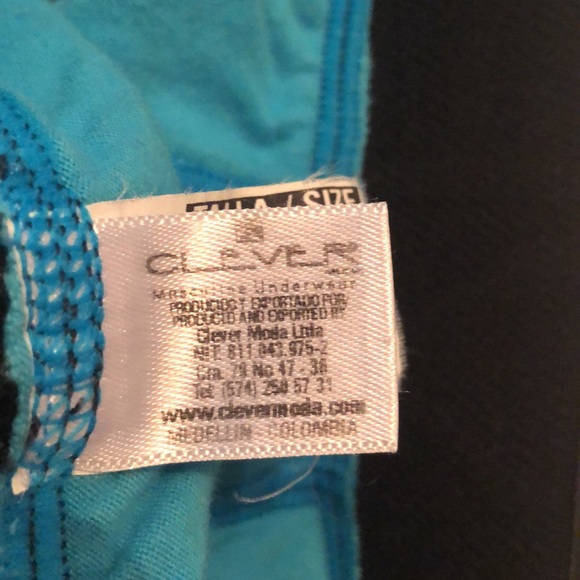 TALLA / SIZE
CLEVER
Masculine Underwear
PRODUCIDO Y EXPORTADO POR/
PRODUCED AND EXPORTED BY
Clever Moda Ltda
NIT. 811.043.975-2
Cra. 79 No 47 - 36
Tel. (574) 250 57 31
www.clevermoda.com
MEDELLIN COLOMBIA